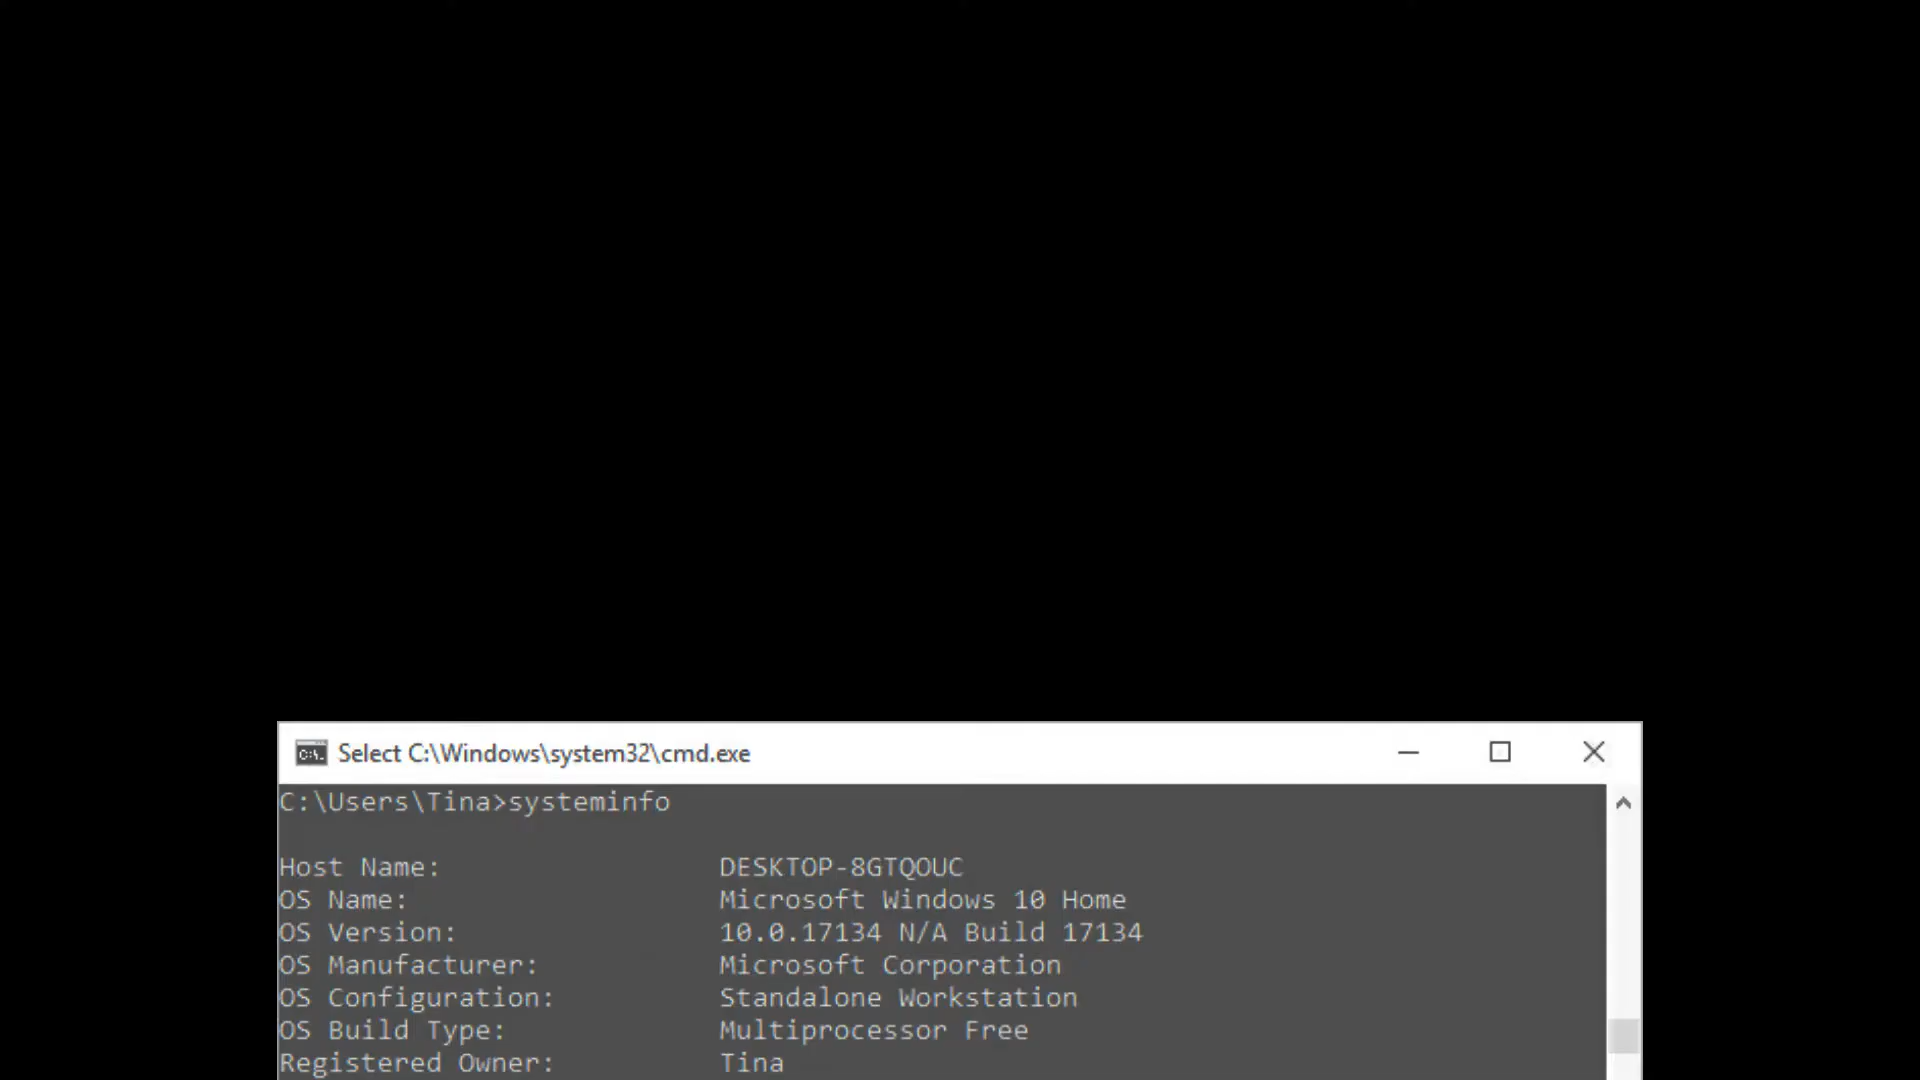 Select C:\Windows\system32\cmd.exe
C:\Users\Tina>systeminfo
Host Name: DESKTOP-8GTQOUC
OS Name: Microsoft Windows 10 Home
OS Version: 10.0.17134 N/A Build 17134
OS Manufacturer: Microsoft Corporation
OS Configuration: Standalone Workstation
OS Build Type: Multiprocessor Free
Registered Owner: Tina